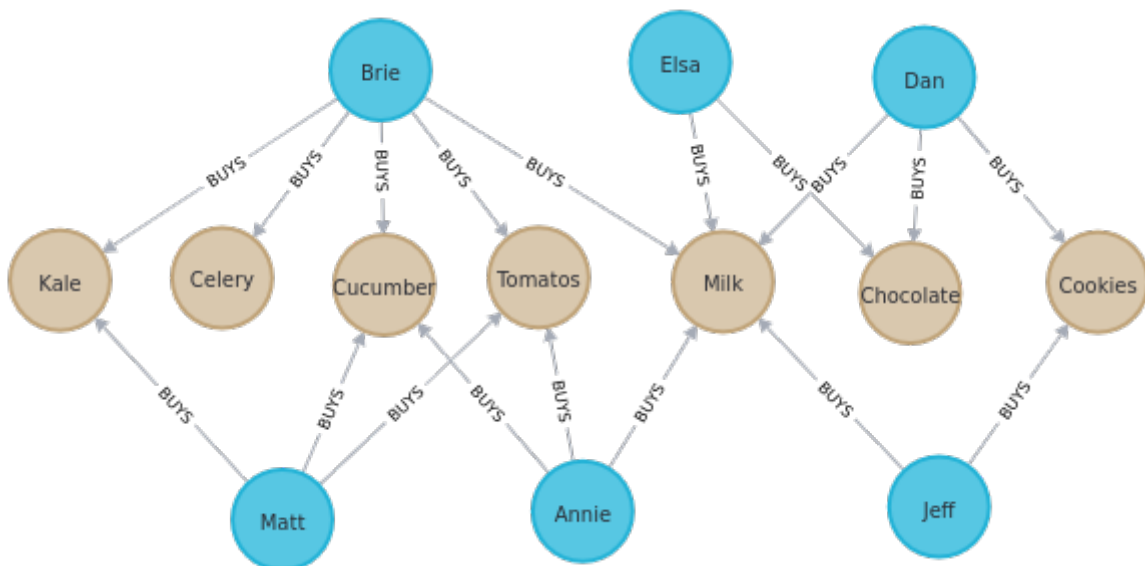 Brie
Elsa
Dan
BUYS
BUYS
BUYS
BUYS
BUYS
BUYS
BUYS
BUYS
BUYS
BUYS
Kale
Celery
Cucumber
Tomatos
Milk
Chocolate
Cookies
BUYS
BUYS
BUYS
BUYS
BUYS
BUYS
BUYS
BUYS
Matt
Annie
Jeff